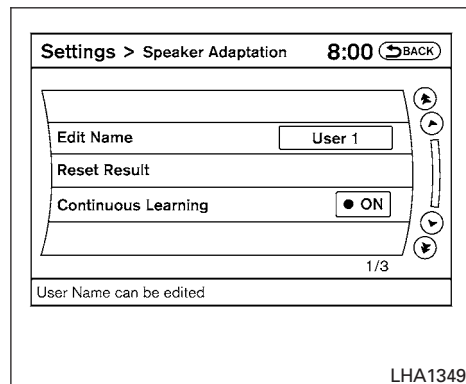 Settings > Speaker Adaptation 8:00 BACK
Edit Name User 1
Reset Result
Continuous Learning ● ON
1/3
User Name can be edited
LHA1349